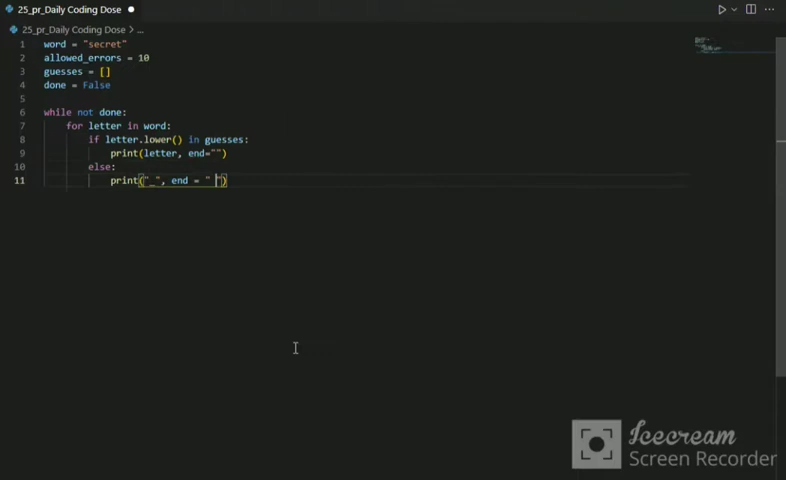 25_pr_Daily Coding Dose
25_pr_Daily Coding Dose > ...
1 word = "secret"
2 allowed_errors = 10
3 guesses = []
4 done = False
5
6 while not done:
7 for letter in word:
8 if letter.lower() in guesses:
9 print(letter, end="")
10 else:
11 print("_", end = " ")
Icecream
Screen Recorder